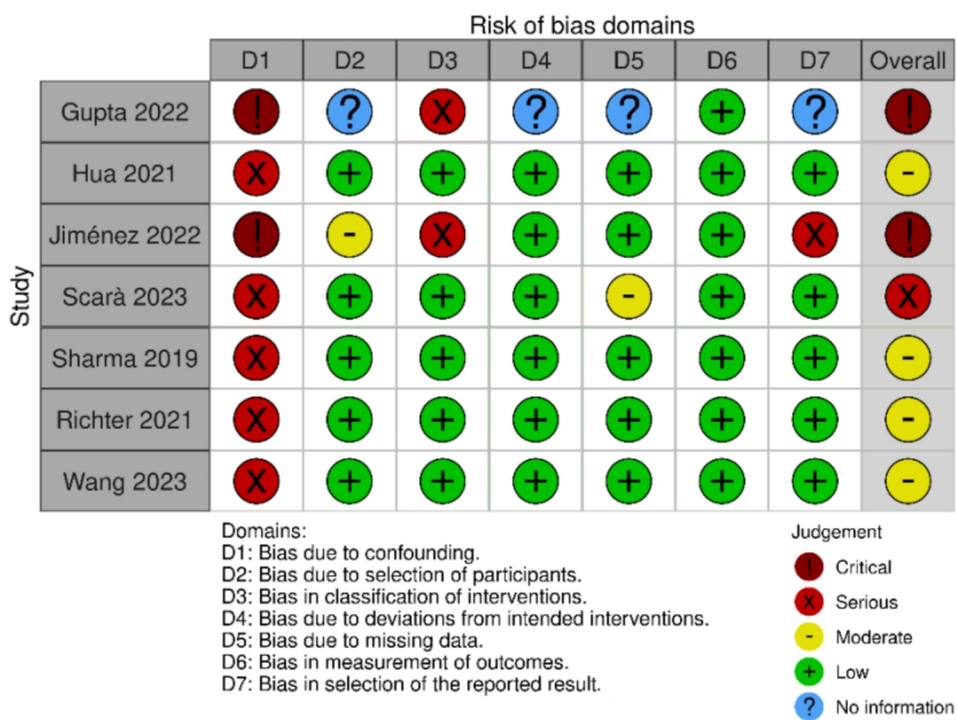 Risk of bias domains
D1 D2 D3 D4 D5 D6 D7 Overall
Study
Gupta 2022 ! ? X ? ? + ? !
Hua 2021 X + + + + + + -
Jiménez 2022 ! - X + + + X !
Scarà 2023 X + + + - + + X
Sharma 2019 X + + + + + + -
Richter 2021 X + + + + + + -
Wang 2023 X + + + + + + -
Domains:
D1: Bias due to confounding.
D2: Bias due to selection of participants.
D3: Bias in classification of interventions.
D4: Bias due to deviations from intended interventions.
D5: Bias due to missing data.
D6: Bias in measurement of outcomes.
D7: Bias in selection of the reported result.
Judgement
! Critical
X Serious
- Moderate
+ Low
? No information